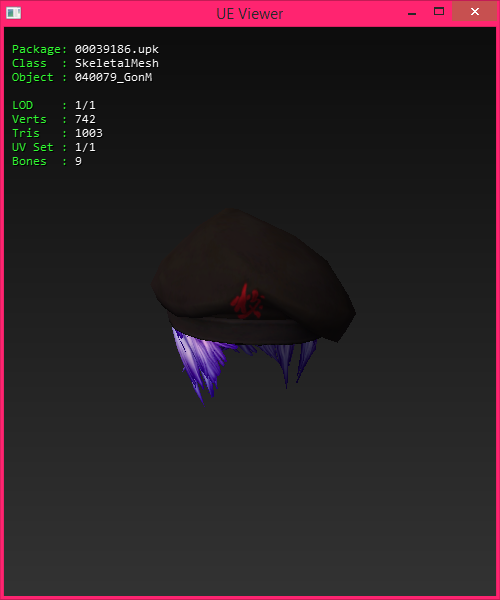 UE Viewer
Package: 00039186.upk
Class : SkeletalMesh
Object : 040079_GonM
LOD : 1/1
Verts : 742
Tris : 1003
UV Set : 1/1
Bones : 9